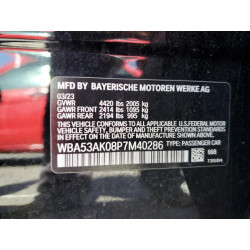 MFD BY BAYERISCHE MOTOREN WERKE AG
03/23
GVWR 4420 lbs 2005 kg
GAWR FRONT 2414 lbs 1095 kg
GAWR REAR 2194 lbs 995 kg
THIS VEHICLE CONFORMS TO ALL APPLICABLE
U.S. FEDERAL MOTOR VEHICLE SAFETY,
BUMPER, AND THEFT PREVENTION STANDARDS
IN EFFECT ON THE DATE OF MANUFACTURE
SHOWN ABOVE.
WBA53AK08P7M40286 TYPE: PASSENGER CAR
668